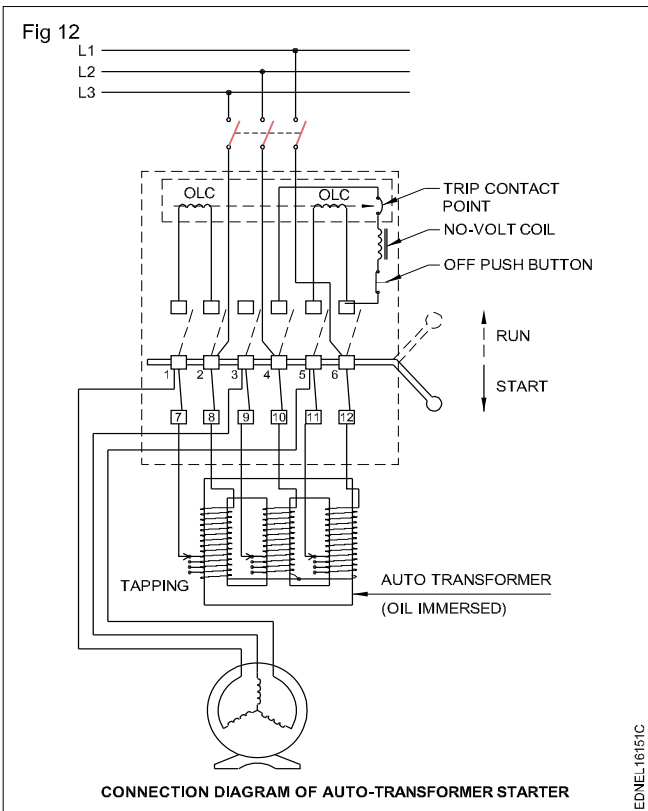 Fig 12
L1
L2
L3
OLC
OLC
TRIP CONTACT
POINT
NO-VOLT COIL
OFF PUSH BUTTON
RUN
START
1 2 3 4 5 6
7 8 9 10 11 12
TAPPING
AUTO TRANSFORMER
(OIL IMMERSED)
CONNECTION DIAGRAM OF AUTO-TRANSFORMER STARTER
EDNEL16151C